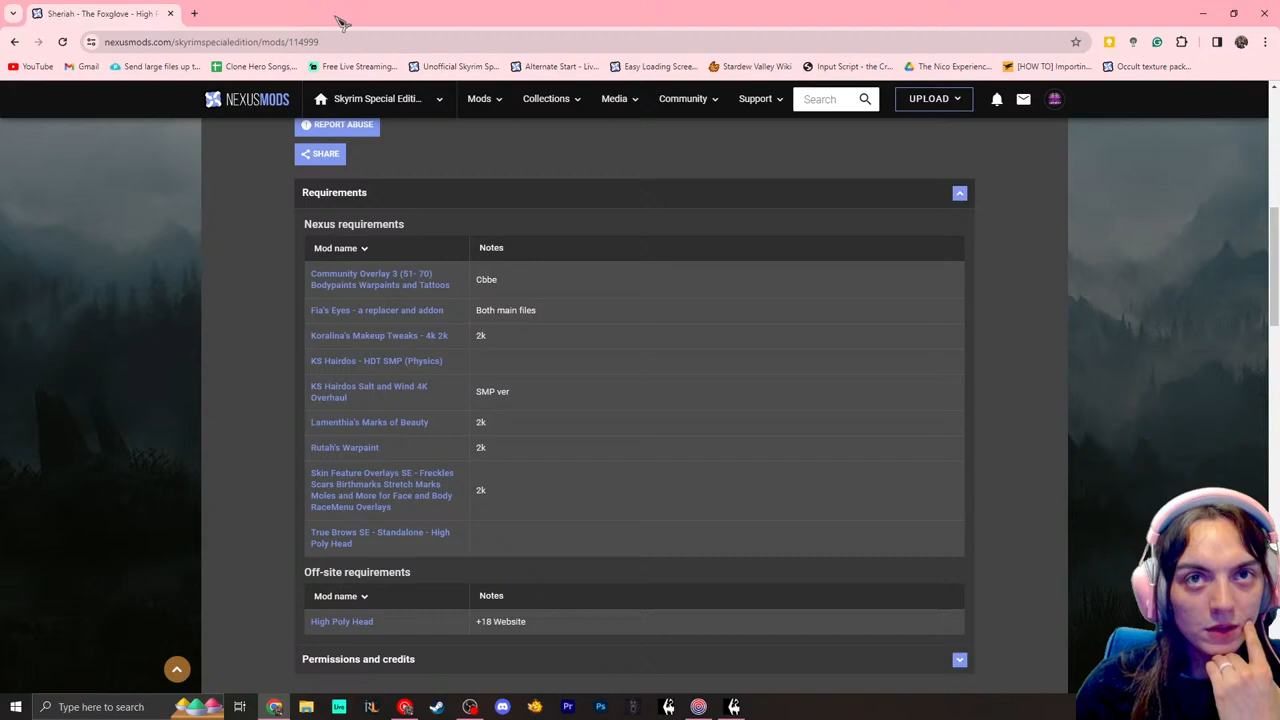 Sheriah - The Foxglove - High P
nexusmods.com/skyrimspecialedition/mods/114999
YouTube
Gmail
Send large files up t...
Clone Hero Songs,...
Free Live Streaming...
Unofficial Skyrim Sp...
Alternate Start - Liv...
Easy Loading Scree...
Stardew Valley Wiki
Input Script - the Cr...
The Nico Experienc...
[HOW TO] Importin...
Occult texture pack...
NEXUSMODS
Skyrim Special Editi...
Mods
Collections
Media
Community
Support
Search
UPLOAD
REPORT ABUSE
SHARE
Requirements
Nexus requirements
Mod name
Notes
Community Overlay 3 (51- 70)
Bodypaints Warpaints and Tattoos
Cbbe
Fia's Eyes - a replacer and addon
Both main files
Koralina's Makeup Tweaks - 4k 2k
2k
KS Hairdos - HDT SMP (Physics)
KS Hairdos Salt and Wind 4K
Overhaul
SMP ver
Lamenthia's Marks of Beauty
2k
Rutah's Warpaint
2k
Skin Feature Overlays SE - Freckles
Scars Birthmarks Stretch Marks
Moles and More for Face and Body
RaceMenu Overlays
2k
True Brows SE - Standalone - High
Poly Head
Off-site requirements
Mod name
Notes
High Poly Head
+18 Website
Permissions and credits
Type here to search
Live
Pr
Ps